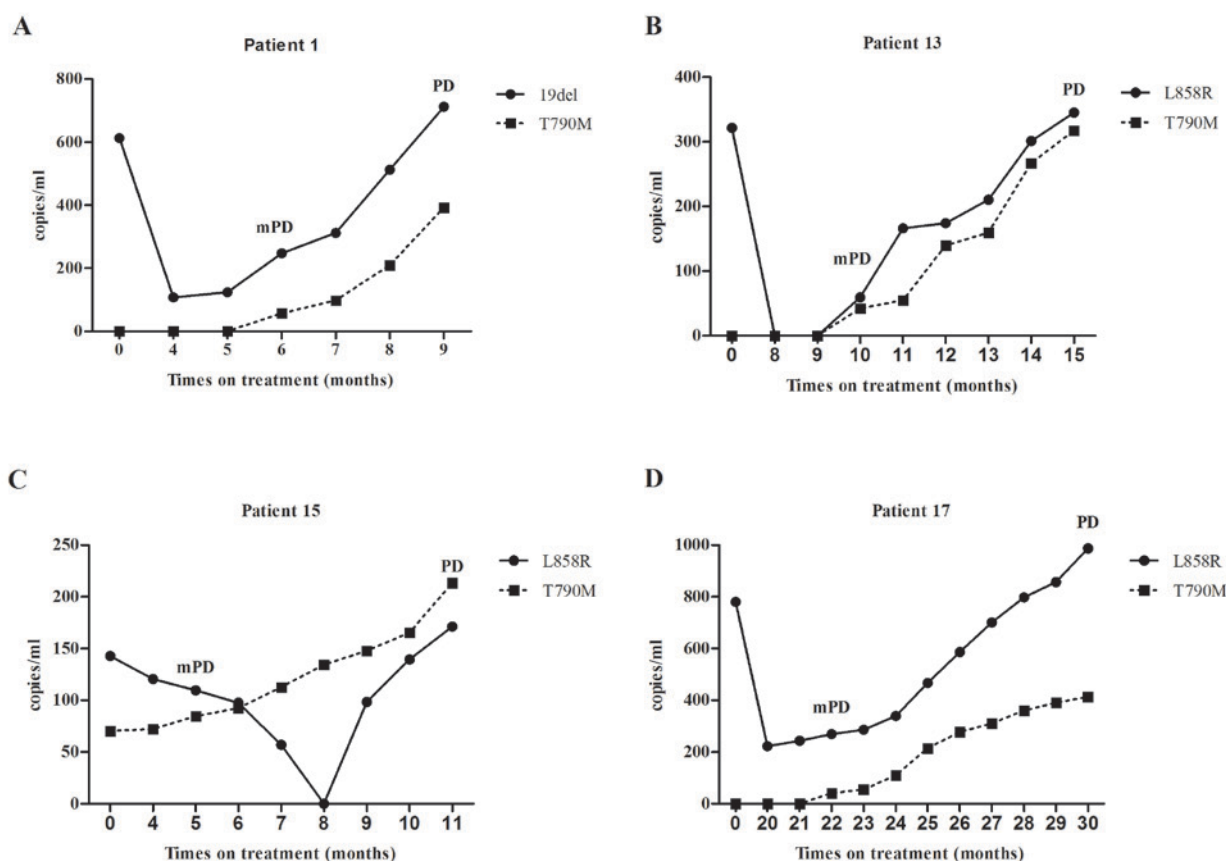 A
Patient 1
800
600
400
200
0
copies/ml
mPD
PD
19del
T790M
0 4 5 6 7 8 9
Times on treatment (months)
B
Patient 13
400
300
200
100
0
copies/ml
mPD
PD
L858R
T790M
0 8 9 10 11 12 13 14 15
Times on treatment (months)
C
Patient 15
250
200
150
100
50
0
copies/ml
mPD
PD
L858R
T790M
0 4 5 6 7 8 9 10 11
Times on treatment (months)
D
Patient 17
1000
800
600
400
200
0
copies/ml
mPD
PD
L858R
T790M
0 20 21 22 23 24 25 26 27 28 29 30
Times on treatment (months)